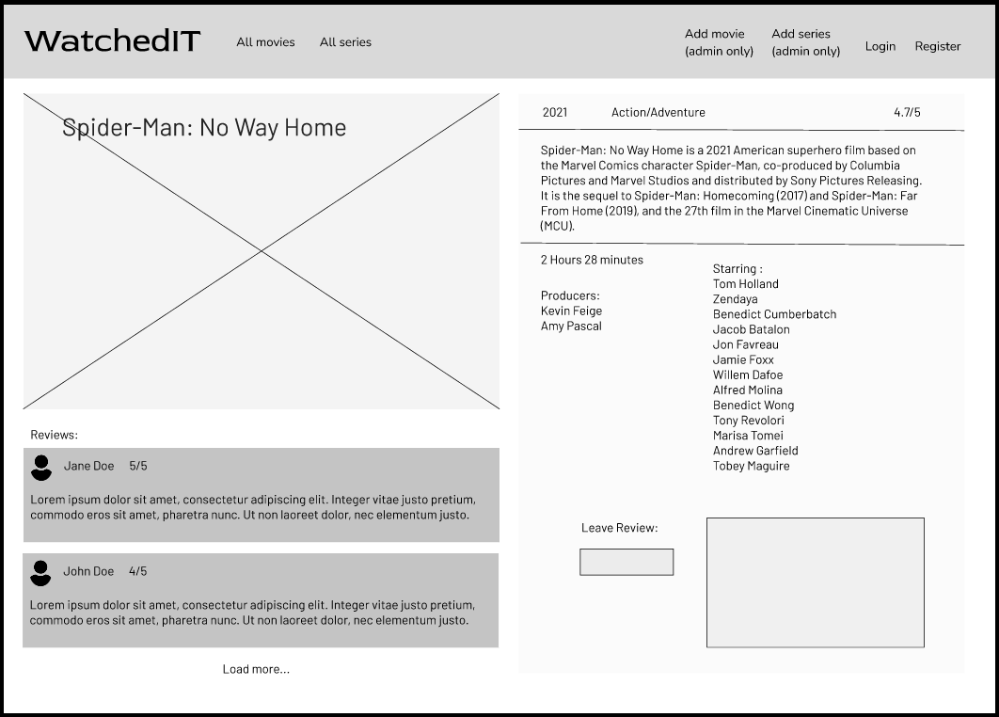 WatchedIT
All movies
All series
Add movie
(admin only)
Add series
(admin only)
Login
Register
Spider-Man: No Way Home
Reviews:
Jane Doe 5/5
Lorem ipsum dolor sit amet, consectetur adipiscing elit. Integer vitae justo pretium,
commodo eros sit amet, pharetra nunc. Ut non laoreet dolor, nec elementum justo.
John Doe 4/5
Lorem ipsum dolor sit amet, consectetur adipiscing elit. Integer vitae justo pretium,
commodo eros sit amet, pharetra nunc. Ut non laoreet dolor, nec elementum justo.
Load more...
2021 Action/Adventure 4.7/5
Spider-Man: No Way Home is a 2021 American superhero film based on
the Marvel Comics character Spider-Man, co-produced by Columbia
Pictures and Marvel Studios and distributed by Sony Pictures Releasing.
It is the sequel to Spider-Man: Homecoming (2017) and Spider-Man: Far
From Home (2019), and the 27th film in the Marvel Cinematic Universe
(MCU).
2 Hours 28 minutes
Producers:
Kevin Feige
Amy Pascal
Starring :
Tom Holland
Zendaya
Benedict Cumberbatch
Jacob Batalon
Jon Favreau
Jamie Foxx
Willem Dafoe
Alfred Molina
Benedict Wong
Tony Revolori
Marisa Tomei
Andrew Garfield
Tobey Maguire
Leave Review: